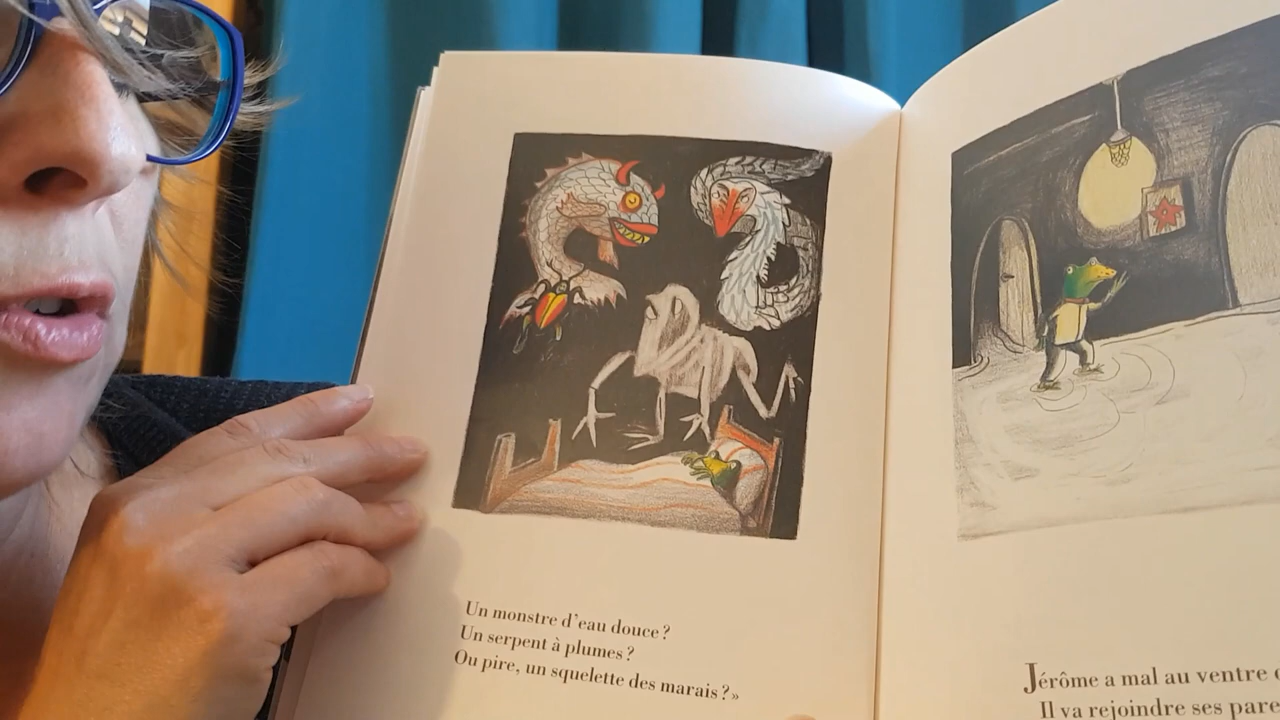 Un monstre d'eau douce ?
Un serpent à plumes ?
Ou pire, un squelette des marais ? »
Jérôme a mal au ventre
Il va rejoindre ses